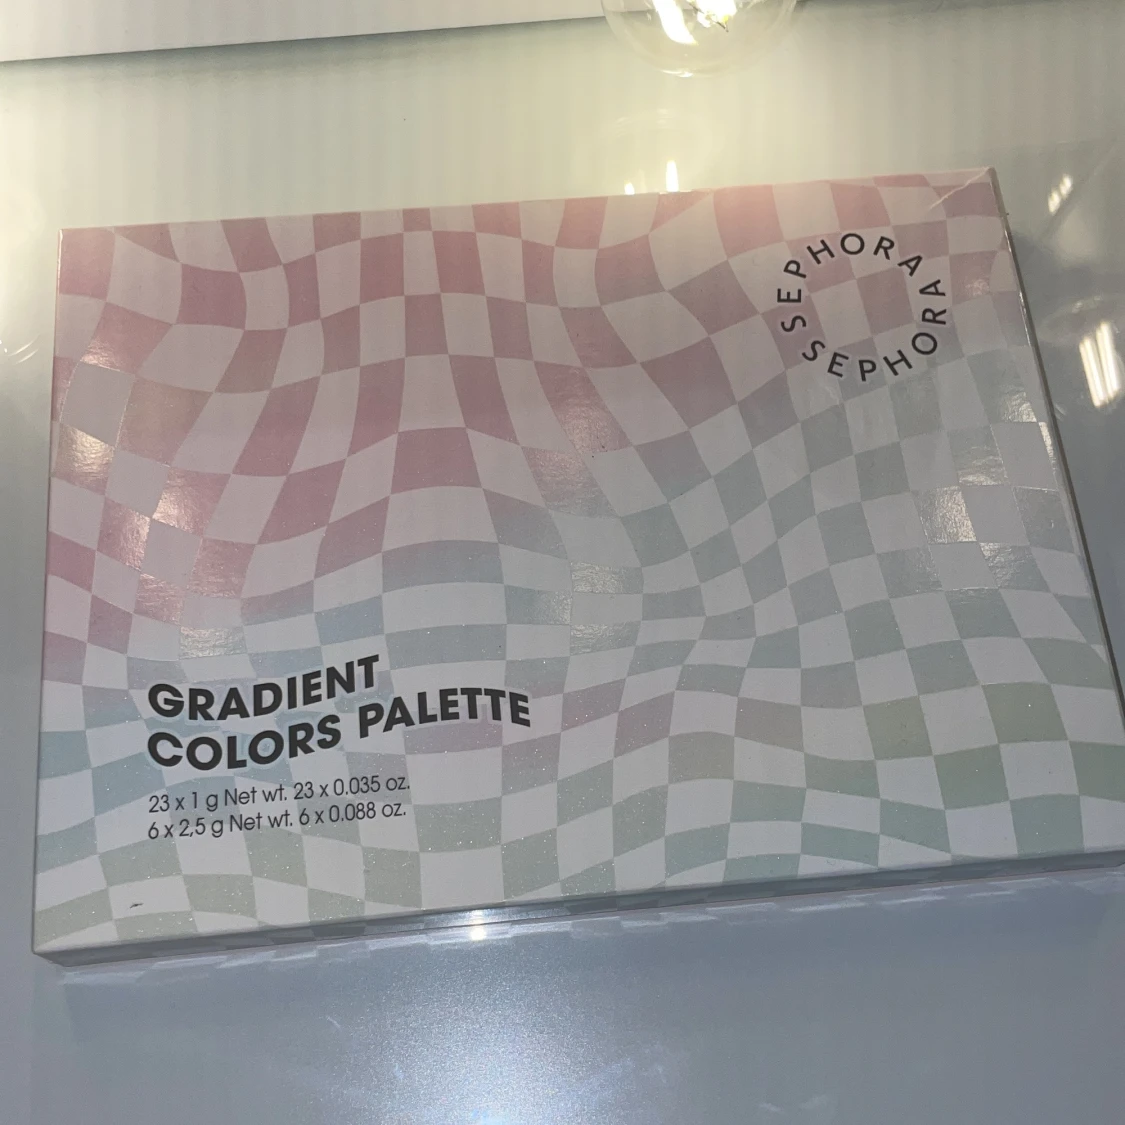 SEPHORA SEPHORA
GRADIENT
COLORS PALETTE
23 x 1 g Net wt. 23 x 0.035 oz.
6 x 2,5 g Net wt. 6 x 0.088 oz.